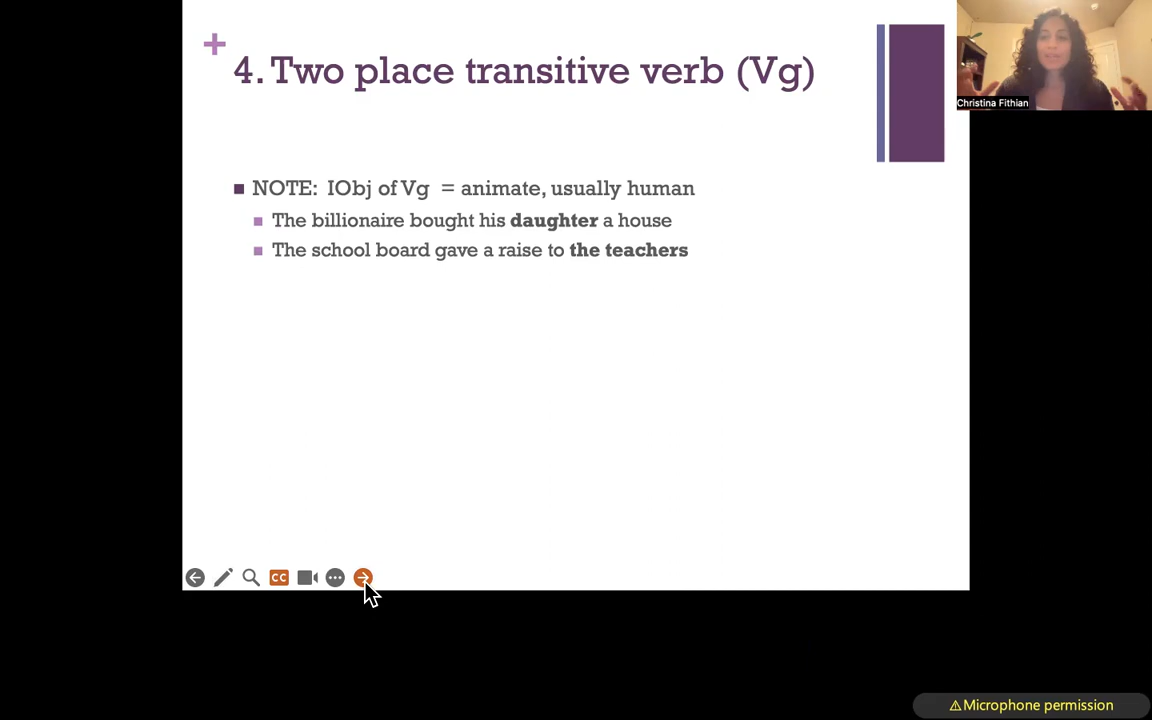 +
4. Two place transitive verb (Vg)
Christina Fithian
NOTE: IObj of Vg = animate, usually human
The billionaire bought his daughter a house
The school board gave a raise to the teachers
CC
⚠Microphone permission